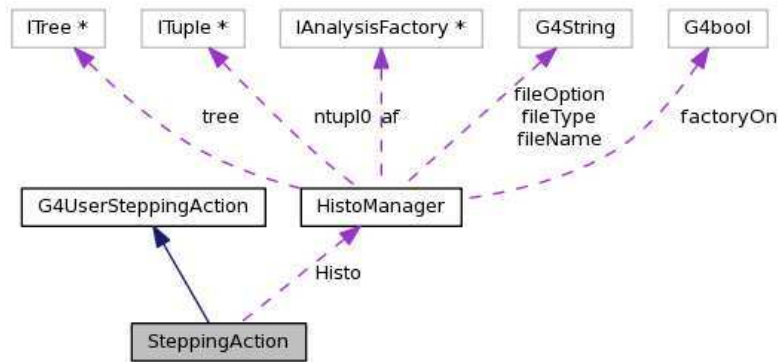 ITree * ITuple * IAnalysisFactory * G4String G4bool
fileOption
tree ntupl0 af fileType factoryOn
fileName
G4UserSteppingAction HistoManager
Histo
SteppingAction